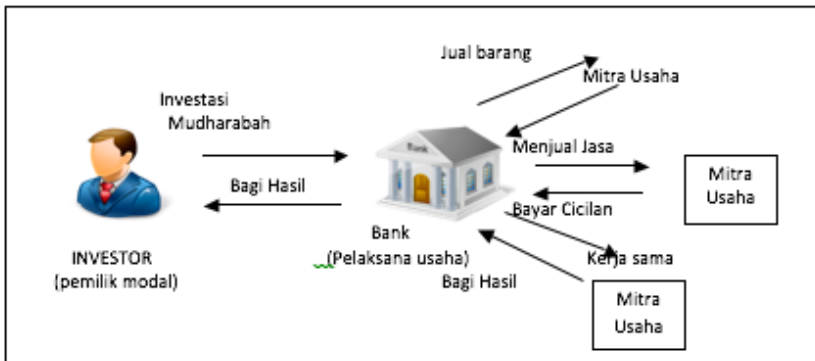 Jual barang
Mitra Usaha
Investasi
Mudharabah
Bank
Menjual Jasa
Mitra
Usaha
Bagi Hasil
Bayar Cicilan
Bank
(Pelaksana usaha)
Kerja sama
INVESTOR
(pemilik modal)
Bagi Hasil
Mitra
Usaha